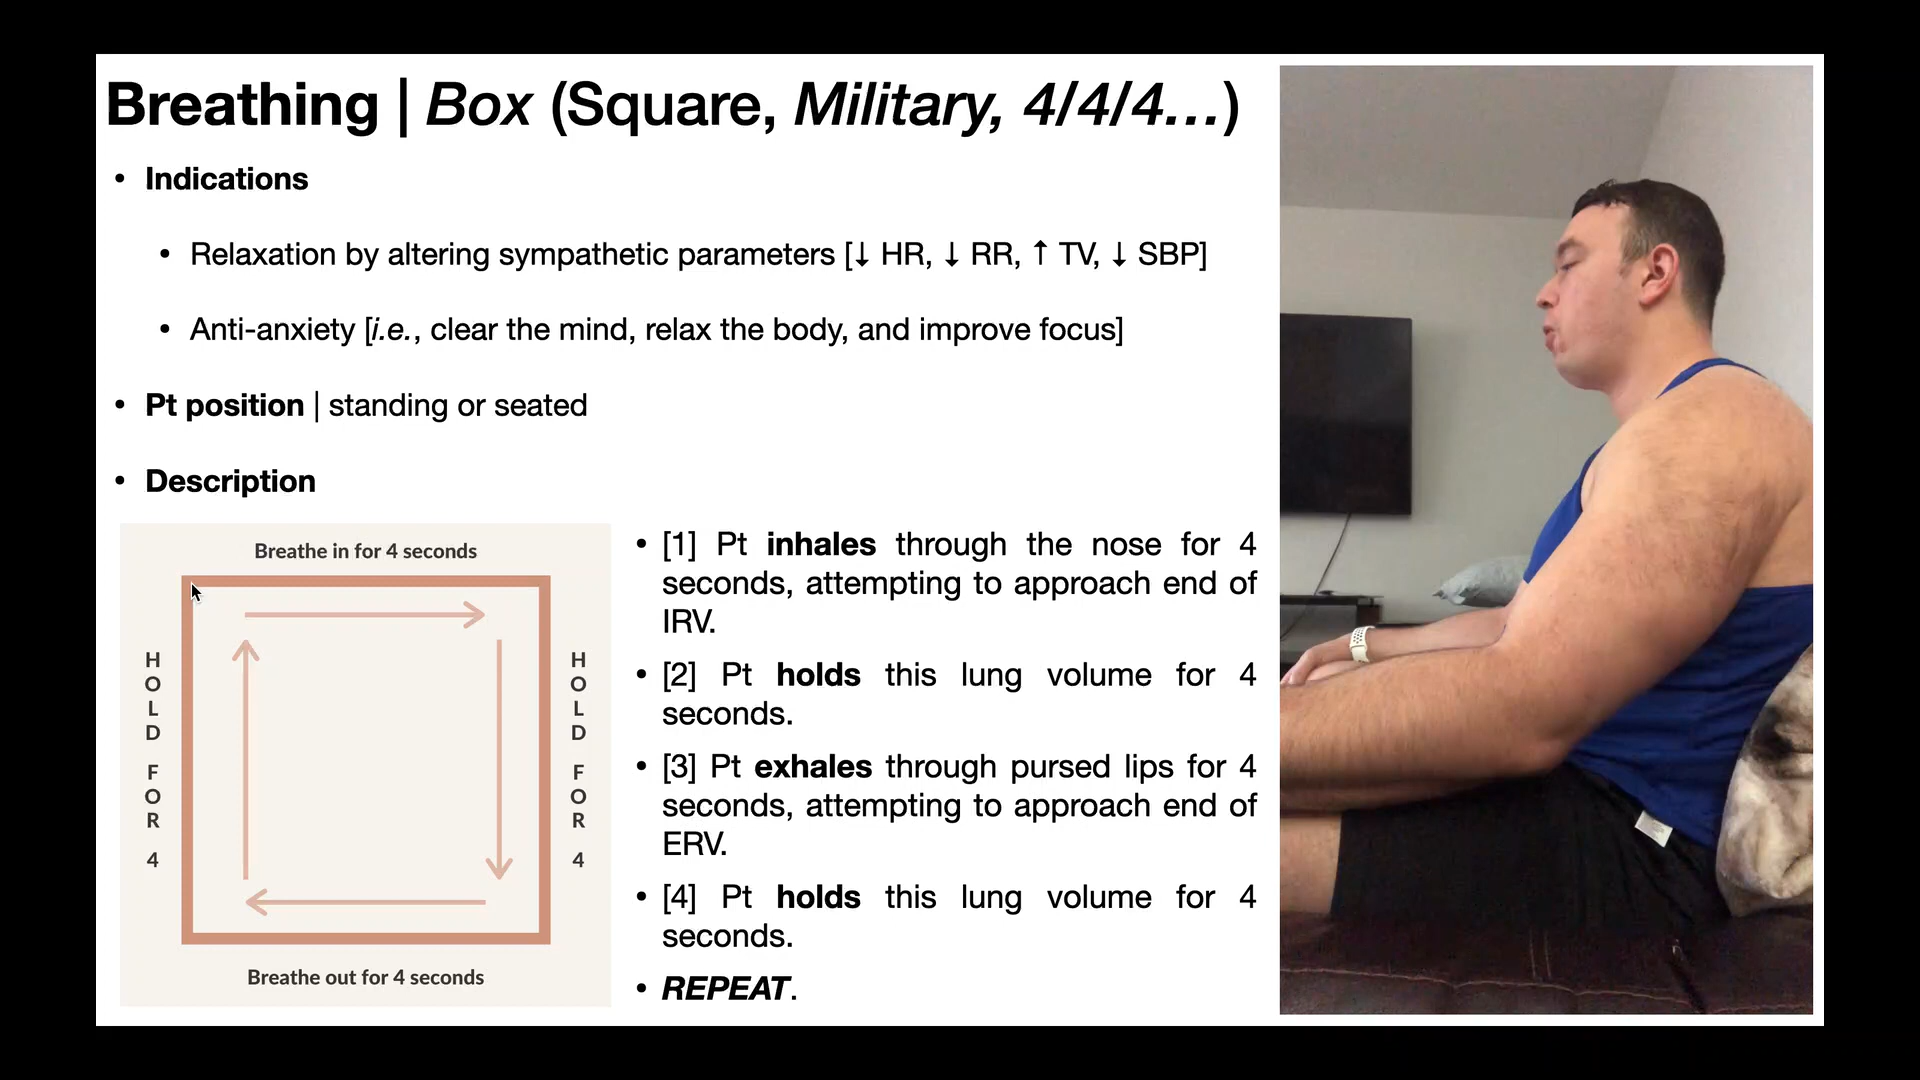 Breathing | Box (Square, Military, 4/4/4...)
• Indications
• Relaxation by altering sympathetic parameters [↓ HR, ↓ RR, ↑ TV, ↓ SBP]
• Anti-anxiety [i.e., clear the mind, relax the body, and improve focus]
• Pt position | standing or seated
• Description
Breathe in for 4 seconds
HOLD FOR 4
HOLD FOR 4
Breathe out for 4 seconds
• [1] Pt inhales through the nose for 4
seconds, attempting to approach end of
IRV.
• [2] Pt holds this lung volume for 4
seconds.
• [3] Pt exhales through pursed lips for 4
seconds, attempting to approach end of
ERV.
• [4] Pt holds this lung volume for 4
seconds.
• REPEAT.